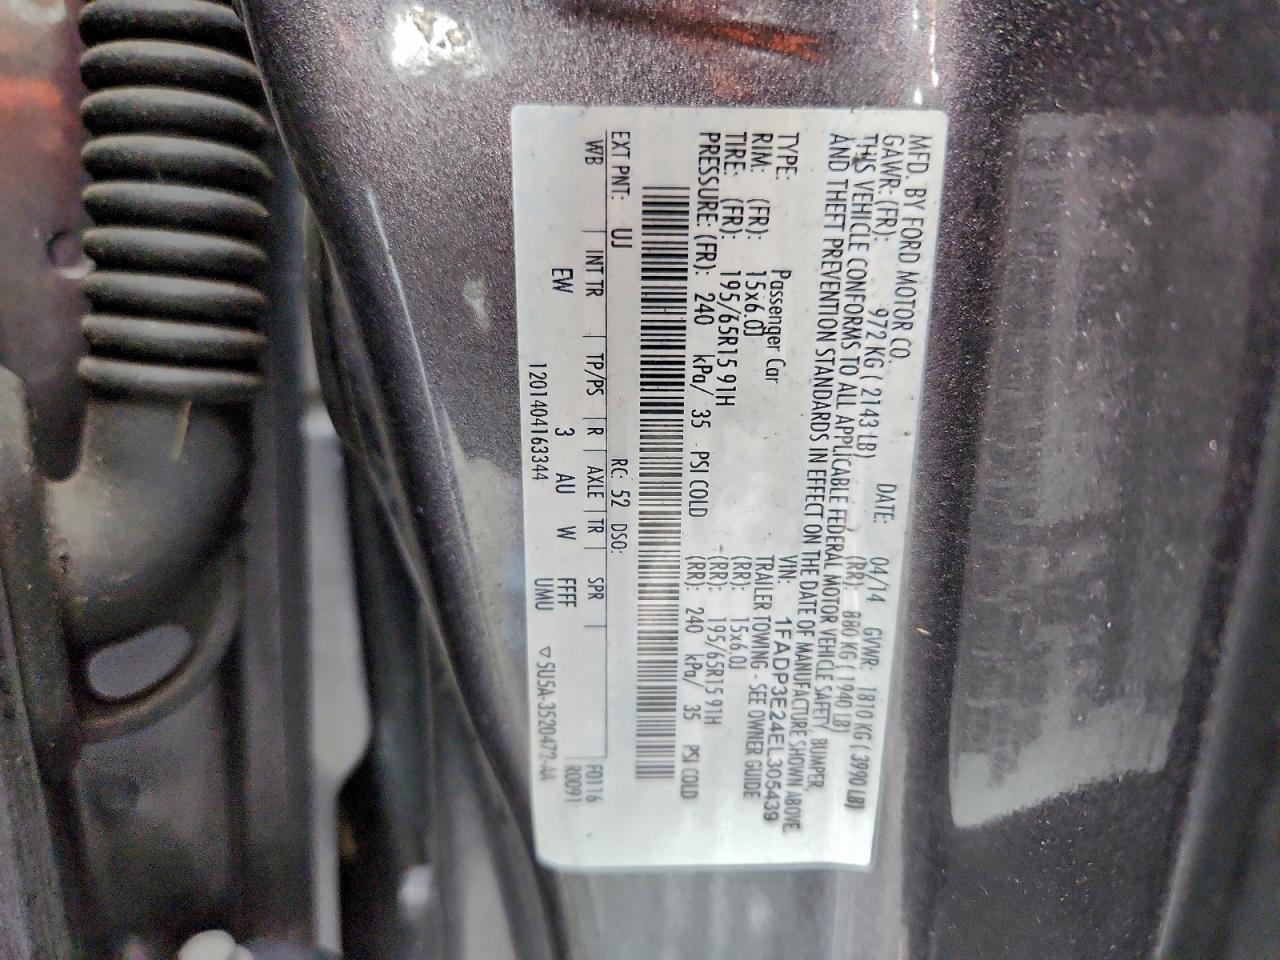 MFD. BY FORD MOTOR CO.
DATE: 04/14 GVWR: 1810 KG ( 3990 LB)
GAWR: (FR): 972 KG ( 2143 LB) (RR): 880 KG ( 1940 LB)
THIS VEHICLE CONFORMS TO ALL APPLICABLE FEDERAL MOTOR VEHICLE SAFETY, BUMPER,
AND THEFT PREVENTION STANDARDS IN EFFECT ON THE DATE OF MANUFACTURE SHOWN ABOVE
VIN: 1FADP3E24EL305439
TYPE: Passenger Car TRAILER TOWING - SEE OWNER GUIDE
RIM: (FR): 15x6.0J (RR): 15x6.0J
TIRE: (FR): 195/65R15 91H (RR): 195/65R15 91H
PRESSURE: (FR): 240 kPa/ 35 PSI COLD (RR): 240 kPa/ 35 PSI COLD
EXT PNT: UJ RC: 52 DSO: F0116
WB INT TR TP/PS R AXLE TR SPR R0091
EW 3 AU W FFFF
120140416334​4 UMU ▽5U5A-3520472-AA